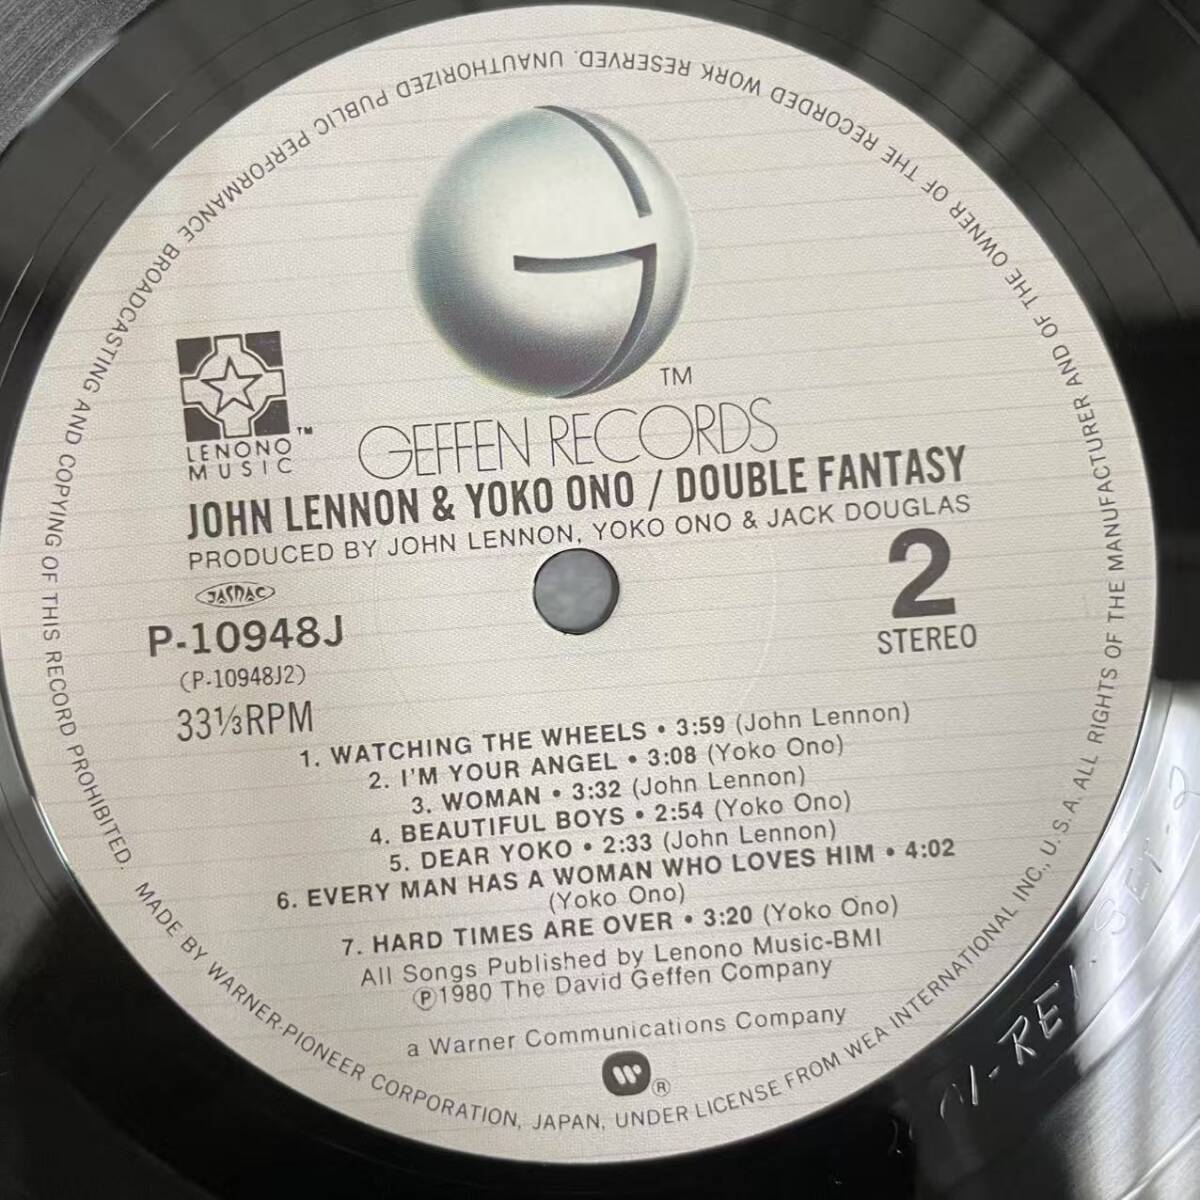 TM
GEFFEN RECORDS
LENONO™
MUSIC
JOHN LENNON & YOKO ONO / DOUBLE FANTASY
PRODUCED BY JOHN LENNON, YOKO ONO & JACK DOUGLAS
JASRAC
P-10948J
(P-10948J2)
33⅓RPM
2
STEREO
1. WATCHING THE WHEELS • 3:59 (John Lennon)
2. I'M YOUR ANGEL • 3:08 (Yoko Ono)
3. WOMAN • 3:32 (John Lennon)
4. BEAUTIFUL BOYS • 2:54 (Yoko Ono)
5. DEAR YOKO • 2:33 (John Lennon)
6. EVERY MAN HAS A WOMAN WHO LOVES HIM • 4:02
(Yoko Ono)
7. HARD TIMES ARE OVER • 3:20 (Yoko Ono)
All Songs Published by Lenono Music-BMI
Ⓟ1980 The David Geffen Company
a Warner Communications Company
®
MADE BY WARNER-PIONEER CORPORATION, JAPAN, UNDER LICENSE FROM WEA INTERNATIONAL INC., U.S.A. ALL RIGHTS OF THE MANUFACTURER AND OF THE OWNER OF THE RECORDED WORK RESERVED. UNAUTHORIZED PUBLIC PERFORMANCE BROADCASTING AND COPYING OF THIS RECORD PROHIBITED.